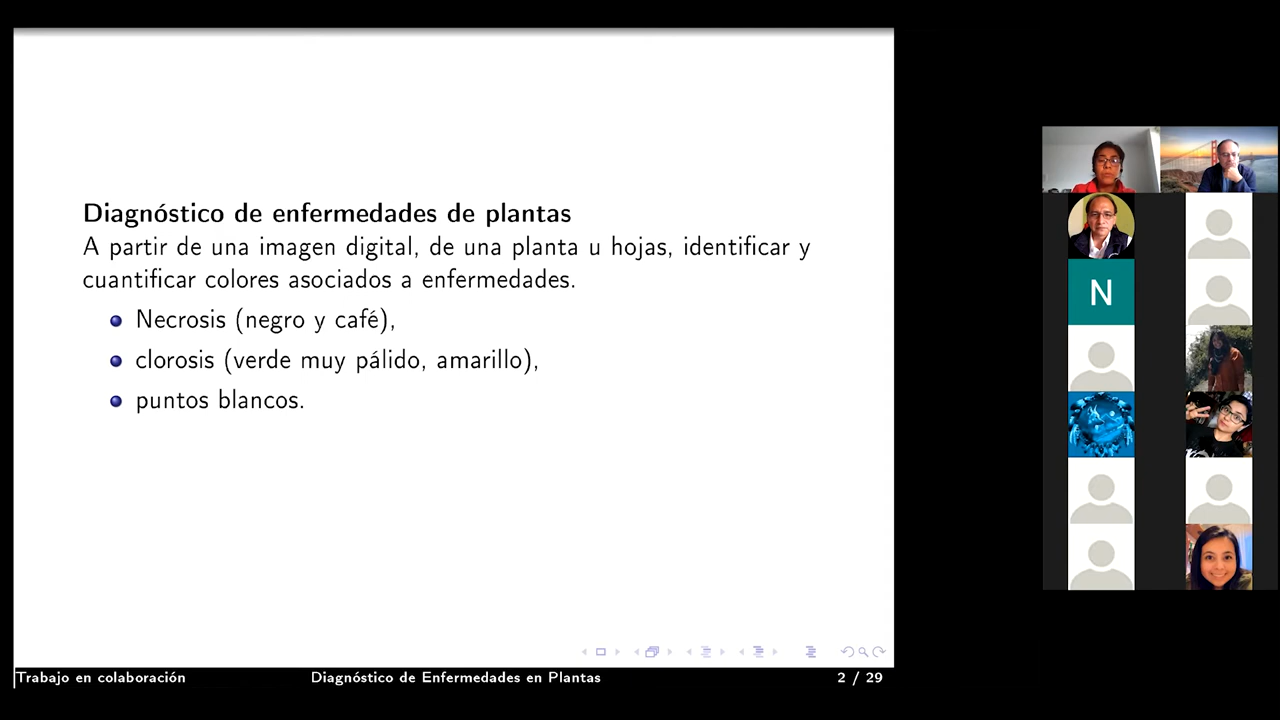 Diagnóstico de enfermedades de plantas
A partir de una imagen digital, de una planta u hojas, identificar y
cuantificar colores asociados a enfermedades.
Necrosis (negro y café),
clorosis (verde muy pálido, amarillo),
puntos blancos.
Trabajo en colaboración
Diagnóstico de Enfermedades en Plantas
2 / 29
N